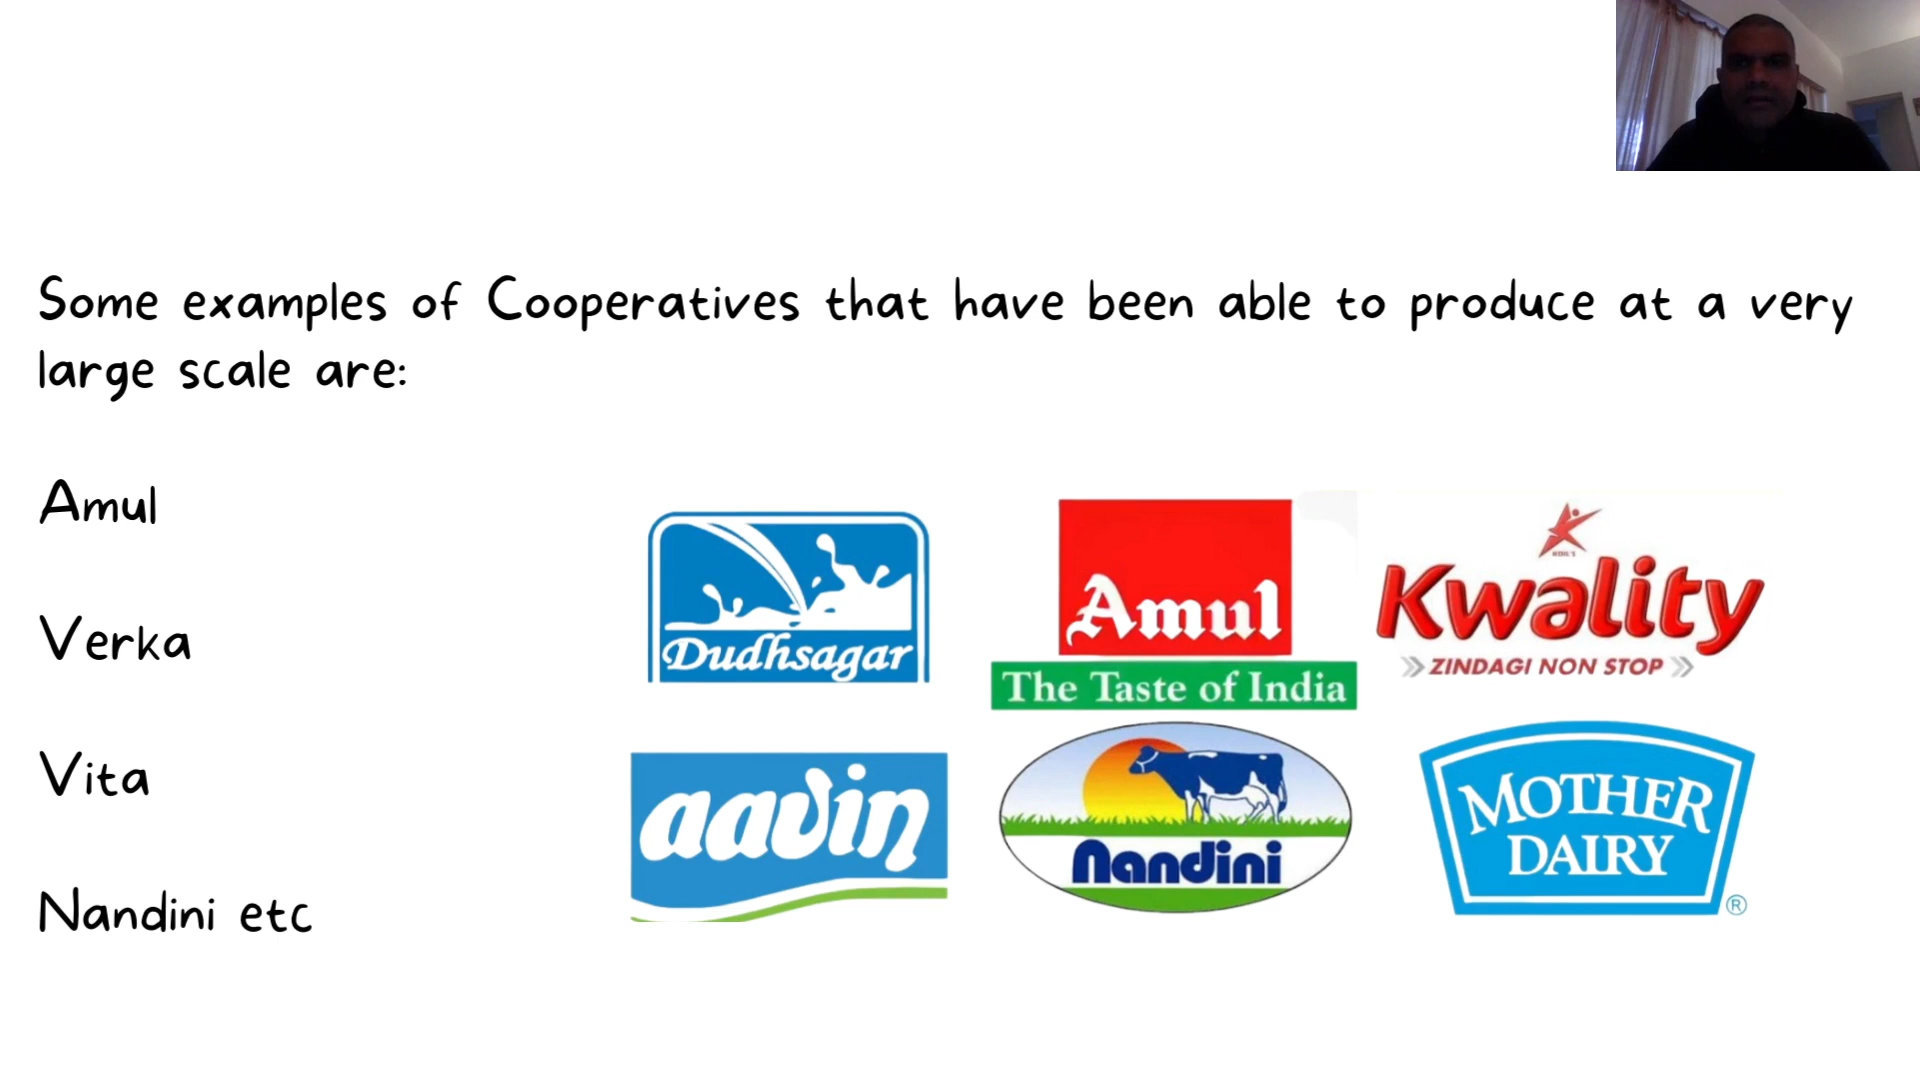 Some examples of Cooperatives that have been able to produce at a very
large scale are:
Amul
Verka
Vita
Nandini etc
Dudhsagar
Amul
The Taste of India
KDIL'S
Kwality
ZINDAGI NON STOP
aavin
Nandini
MOTHER
DAIRY
®